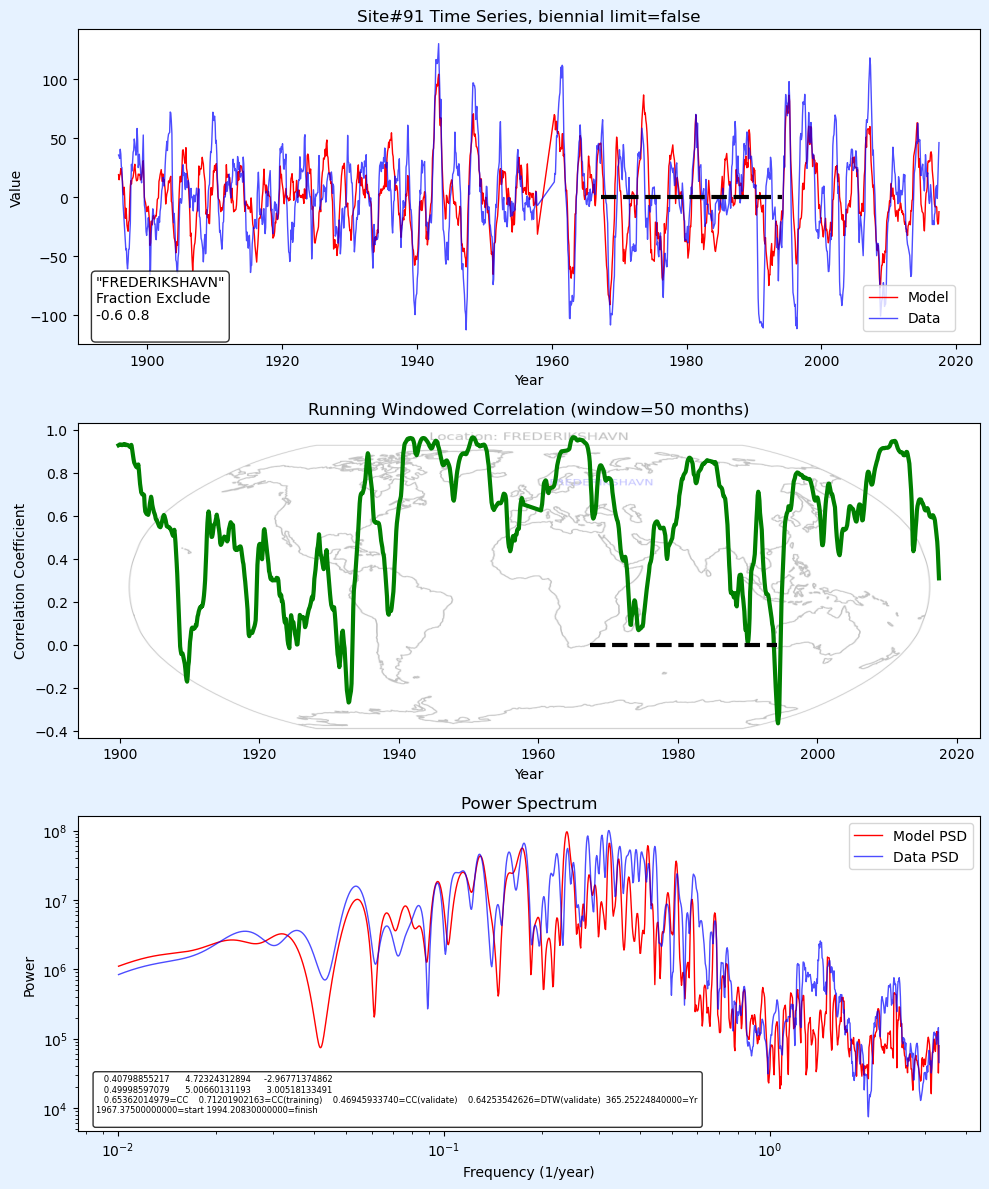 Site#91 Time Series, biennial limit=false
Value
100
50
0
−50
−100
"FREDERIKSHAVN"
Fraction Exclude
-0.6 0.8
Model
Data
1900 1920 1940 1960 1980 2000 2020
Year
Running Windowed Correlation (window=50 months)
Location: FREDERIKSHAVN
FREDERIKSHAVN
Correlation Coefficient
1.0
0.8
0.6
0.4
0.2
0.0
−0.2
−0.4
1900 1920 1940 1960 1980 2000 2020
Year
Power Spectrum
Model PSD
Data PSD
Power
10^8
10^7
10^6
10^5
10^4
0.40798855217 4.72324312894 -2.96771374862
0.49998597079 5.00660131193 3.00518133491
0.65362014979=CC 0.71201902163=CC(training) 0.46945933740=CC(validate) 0.64253542626=DTW(validate) 365.25224840000=Yr
1967.37500000000=start 1994.20830000000=finish
10^−2 10^−1 10^0
Frequency (1/year)